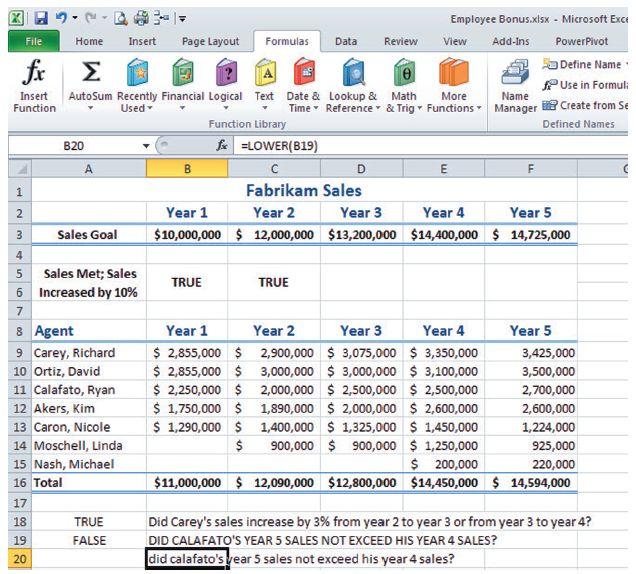 Employee Bonus.xlsx - Microsoft Exce
File Home Insert Page Layout Formulas Data Review View Add-Ins PowerPivot
Insert Function AutoSum Recently Used Financial Logical Text Date & Time Lookup & Reference Math & Trig More Functions Name Manager Define Name Use in Formula Create from Se
Function Library Defined Names
B20 fx =LOWER(B19)
A B C D E F
1 Fabrikam Sales
2 Year 1 Year 2 Year 3 Year 4 Year 5
3 Sales Goal $10,000,000 $ 12,000,000 $13,200,000 $14,400,000 $ 14,725,000
4
5 Sales Met; Sales
TRUE TRUE
6 Increased by 10%
7
8 Agent Year 1 Year 2 Year 3 Year 4 Year 5
9 Carey, Richard $ 2,855,000 $ 2,900,000 $ 3,075,000 $ 3,350,000 3,425,000
10 Ortiz, David $ 2,855,000 $ 3,000,000 $ 3,000,000 $ 3,100,000 3,500,000
11 Calafato, Ryan $ 2,250,000 $ 2,000,000 $ 2,500,000 $ 2,500,000 2,700,000
12 Akers, Kim $ 1,750,000 $ 1,890,000 $ 2,000,000 $ 2,600,000 2,600,000
13 Caron, Nicole $ 1,290,000 $ 1,400,000 $ 1,325,000 $ 1,450,000 1,224,000
14 Moschell, Linda $ 900,000 $ 900,000 $ 1,250,000 925,000
15 Nash, Michael $ 200,000 220,000
16 Total $11,000,000 $ 12,090,000 $12,800,000 $14,450,000 $ 14,594,000
17
18 TRUE Did Carey's sales increase by 3% from year 2 to year 3 or from year 3 to year 4?
19 FALSE DID CALAFATO'S YEAR 5 SALES NOT EXCEED HIS YEAR 4 SALES?
20 did calafato's year 5 sales not exceed his year 4 sales?